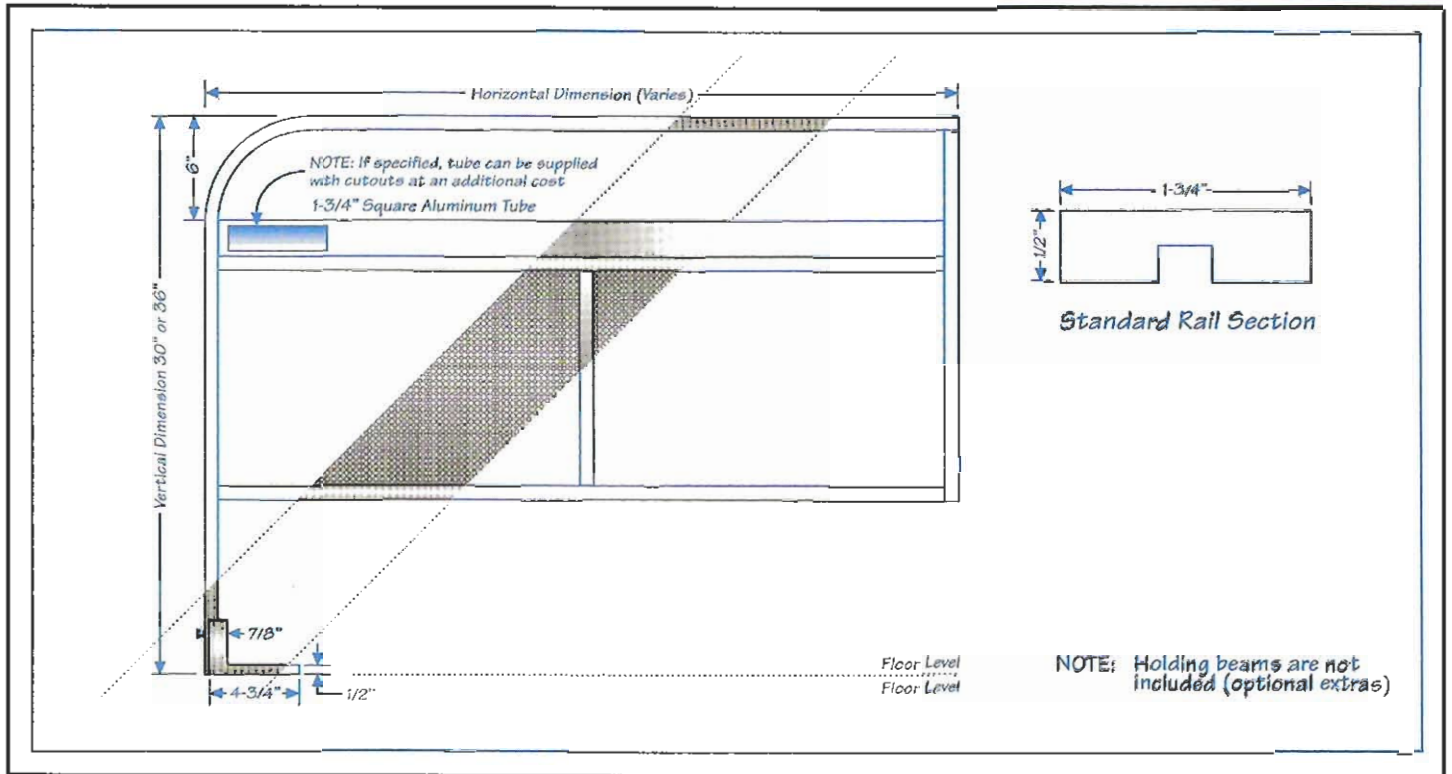 Horizontal Dimension (Varies)
6"
NOTE: If specified, tube can be supplied
with cutouts at an additional cost
1-3/4" Square Aluminum Tube
Vertical Dimension 30" or 36"
1-3/4"
1/2"
Standard Rail Section
7/8"
4-3/4"
1/2"
Floor Level
Floor Level
NOTE: Holding beams are not
included (optional extras)